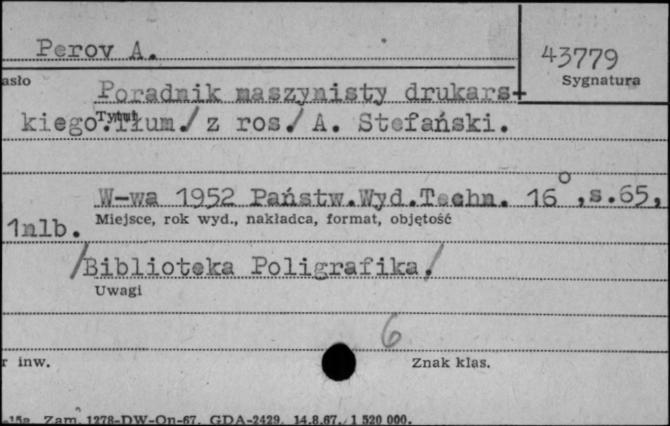 Perov A.
43779
asło
Sygnatura
Poradnik maszynisty drukars-
Tytuł
kiego. Tłum./z ros./ A. Stefański.
W-wa 1952 Państw.Wyd.Techn. 16°,s.65,
Miejsce, rok wyd., nakładca, format, objętość
1nlb.
/Biblioteka Poligrafika/
Uwagi
6
r inw.
Znak klas.
-15a Zam. 1278-DW-On-67. GDA-2429. 14.8.67. 1 520 000.